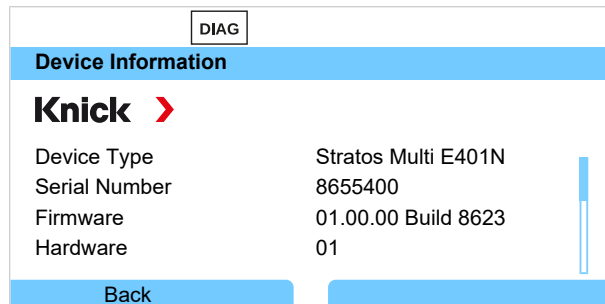 DIAG
Device Information
Knick
Device Type Stratos Multi E401N
Serial Number 8655400
Firmware 01.00.00 Build 8623
Hardware 01
Back